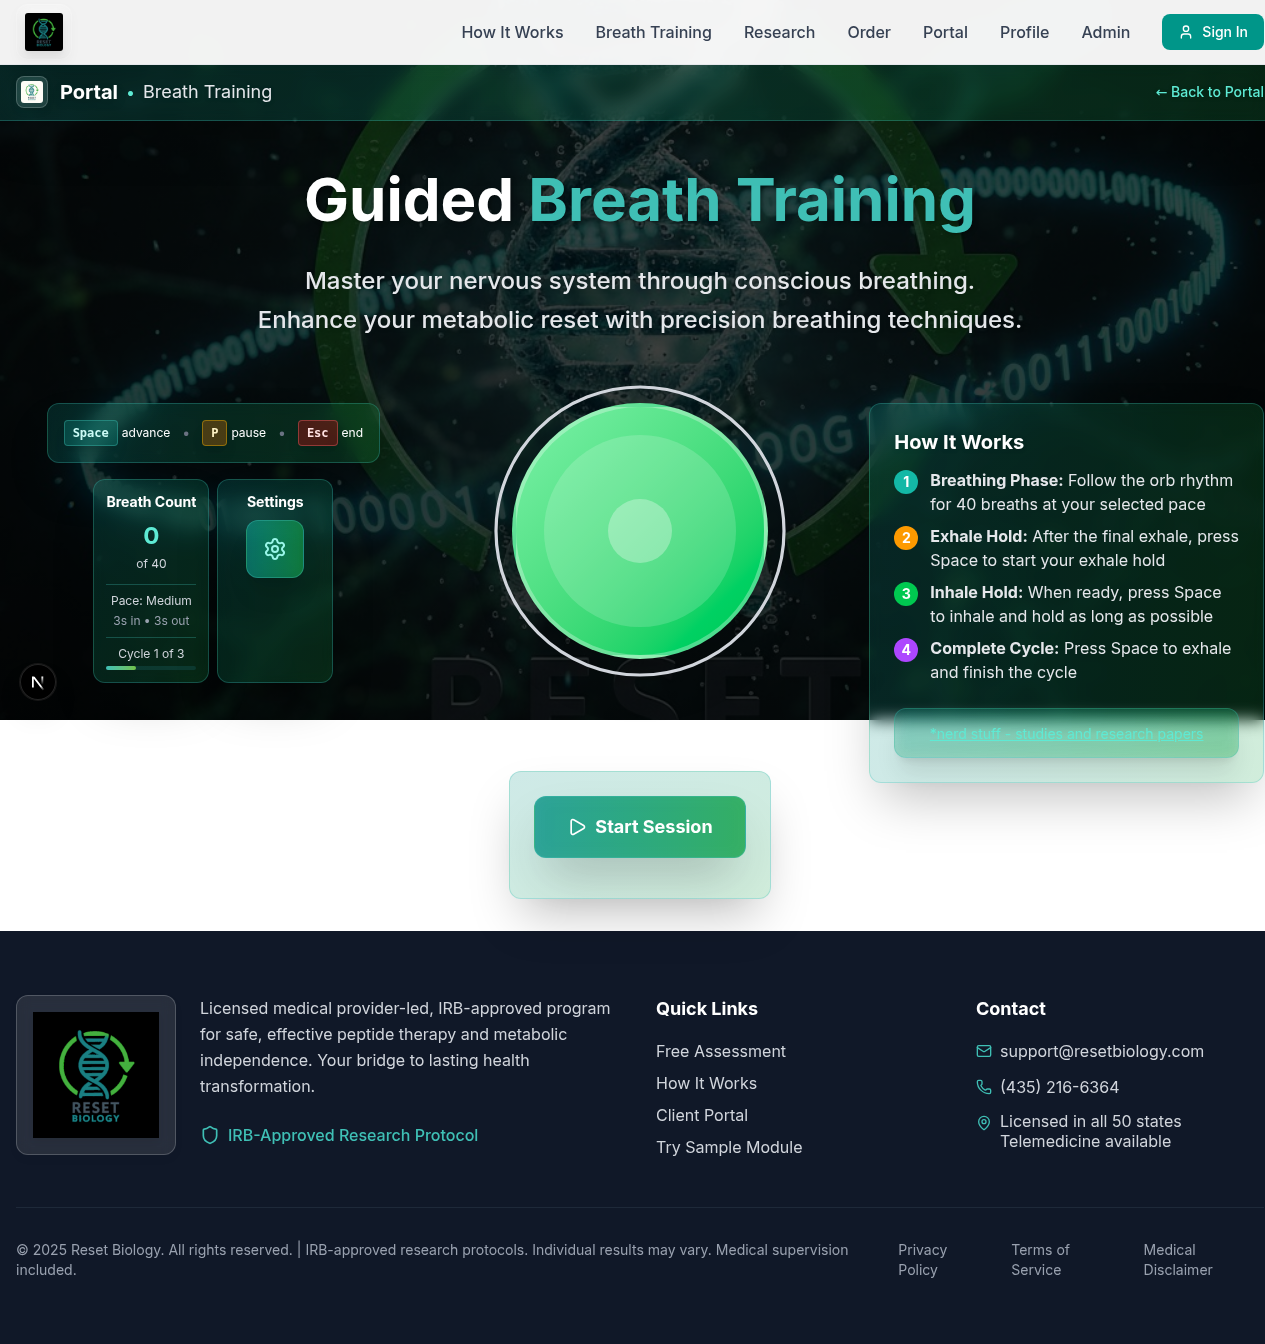 How It Works
Breath Training
Research
Order
Portal
Profile
Admin
Sign In
Portal • Breath Training
← Back to Portal
Guided Breath Training
Master your nervous system through conscious breathing.
Enhance your metabolic reset with precision breathing techniques.
Space advance • P pause • Esc end
Breath Count
0
of 40
Pace: Medium
3s in • 3s out
Cycle 1 of 3
Settings
How It Works
1 Breathing Phase: Follow the orb rhythm
for 40 breaths at your selected pace
2 Exhale Hold: After the final exhale, press
Space to start your exhale hold
3 Inhale Hold: When ready, press Space
to inhale and hold as long as possible
4 Complete Cycle: Press Space to exhale
and finish the cycle
*nerd stuff - studies and research papers
N
RESET
Start Session
RESET
BIOLOGY
Licensed medical provider-led, IRB-approved program
for safe, effective peptide therapy and metabolic
independence. Your bridge to lasting health
transformation.
IRB-Approved Research Protocol
Quick Links
Free Assessment
How It Works
Client Portal
Try Sample Module
Contact
support@resetbiology.com
(435) 216-6364
Licensed in all 50 states
Telemedicine available
© 2025 Reset Biology. All rights reserved. | IRB-approved research protocols. Individual results may vary. Medical supervision
included.
Privacy
Policy
Terms of
Service
Medical
Disclaimer